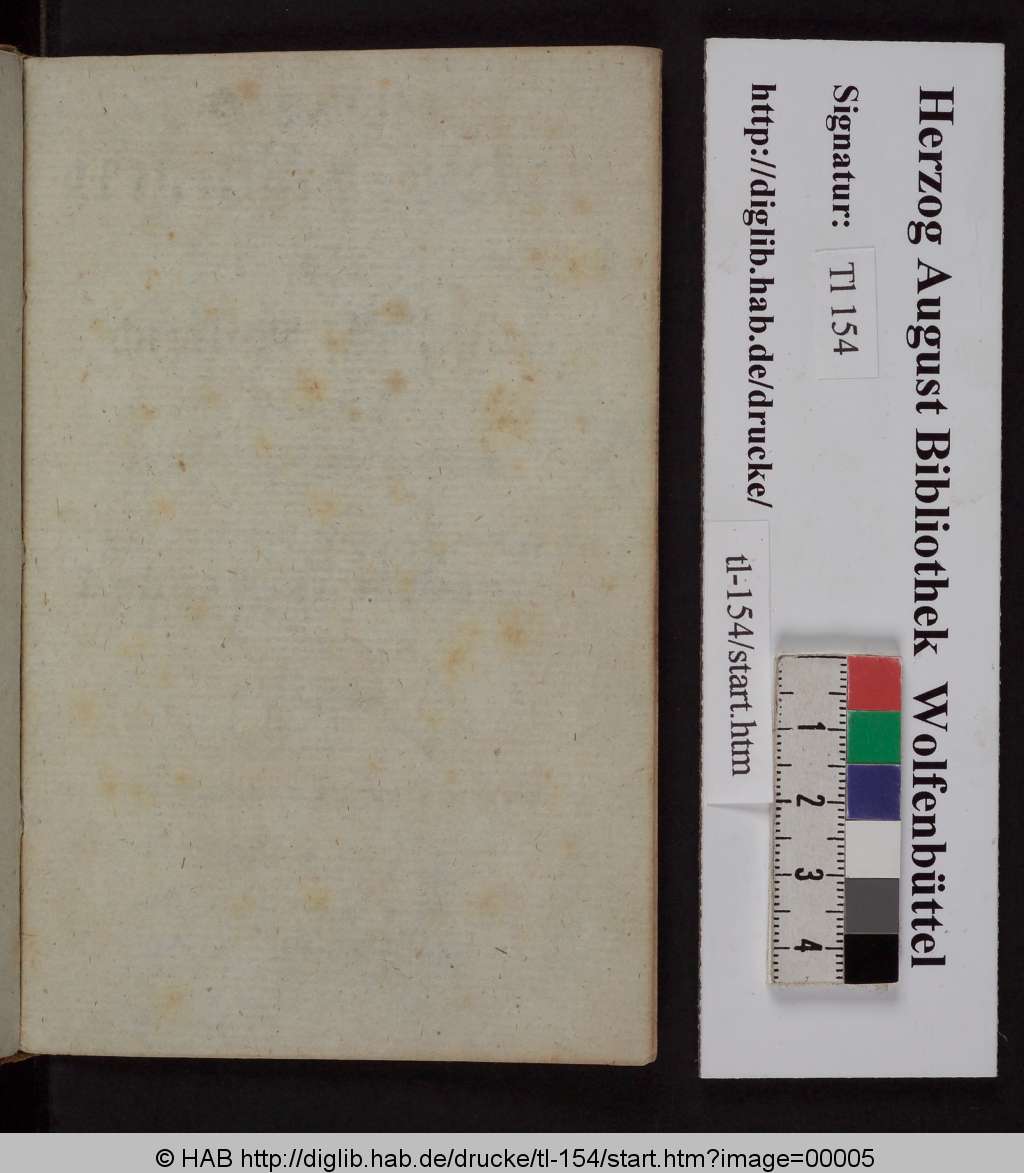 Herzog August Bibliothek Wolfenbüttel
Signatur: Tl 154
http://diglib.hab.de/drucke/ tl-154/start.htm
1
2
3
4
© HAB http://diglib.hab.de/drucke/tl-154/start.htm?image=00005